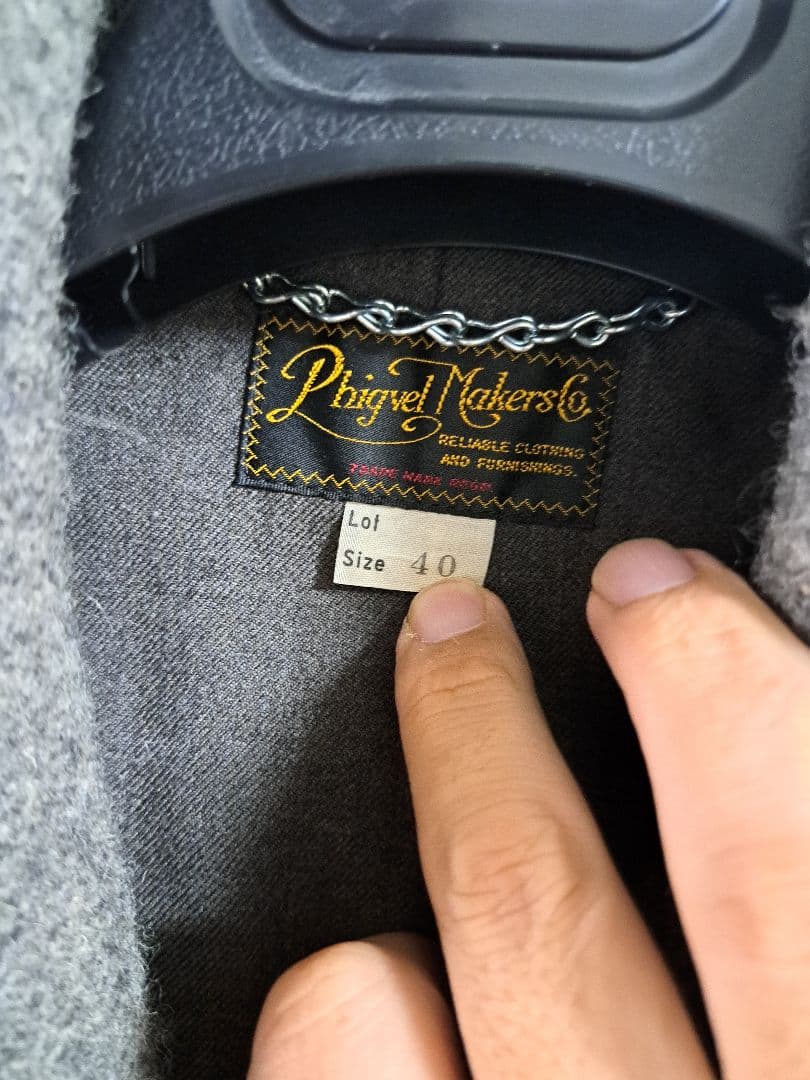 Phigvel Makers Co.
RELIABLE CLOTHING
AND FURNISHINGS.
TRADE MARK REGD.
Lot
Size 40